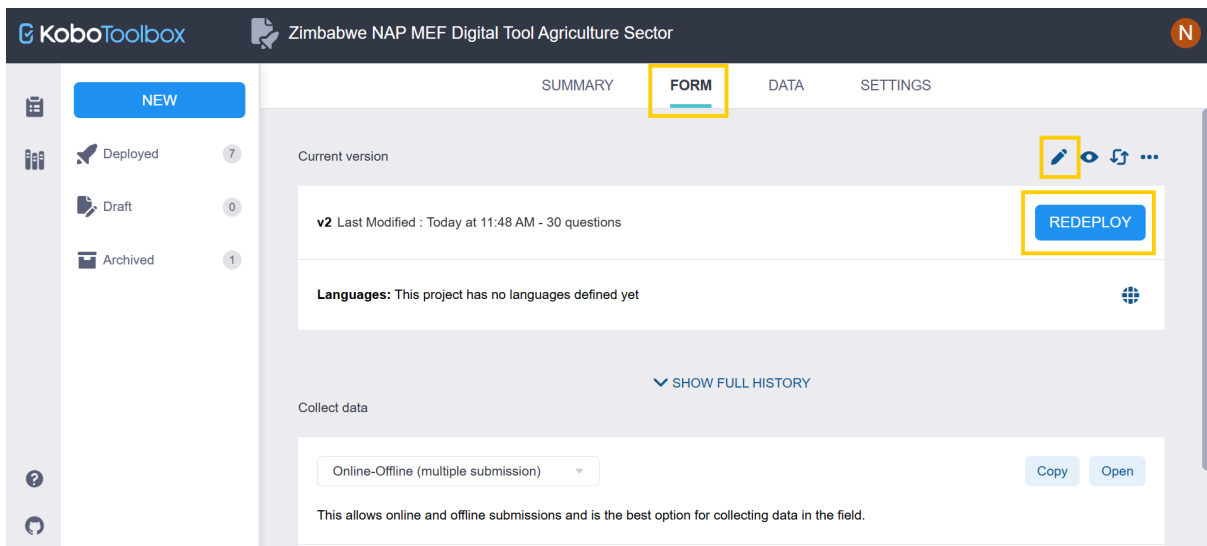 KoboToolbox
Zimbabwe NAP MEF Digital Tool Agriculture Sector
N
NEW
Deployed 7
Draft 0
Archived 1
SUMMARY FORM DATA SETTINGS
Current version
v2 Last Modified : Today at 11:48 AM - 30 questions
REDEPLOY
Languages: This project has no languages defined yet
SHOW FULL HISTORY
Collect data
Online-Offline (multiple submission)
Copy Open
This allows online and offline submissions and is the best option for collecting data in the field.